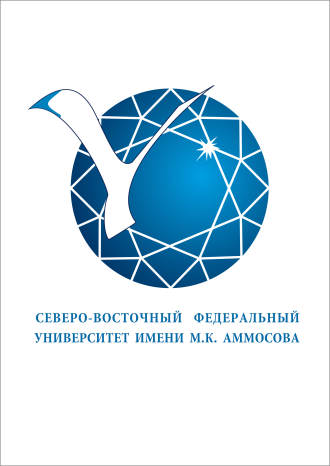 СЕВЕРО-ВОСТОЧНЫЙ ФЕДЕРАЛЬНЫЙ
УНИВЕРСИТЕТ ИМЕНИ М.К. АММОСОВА